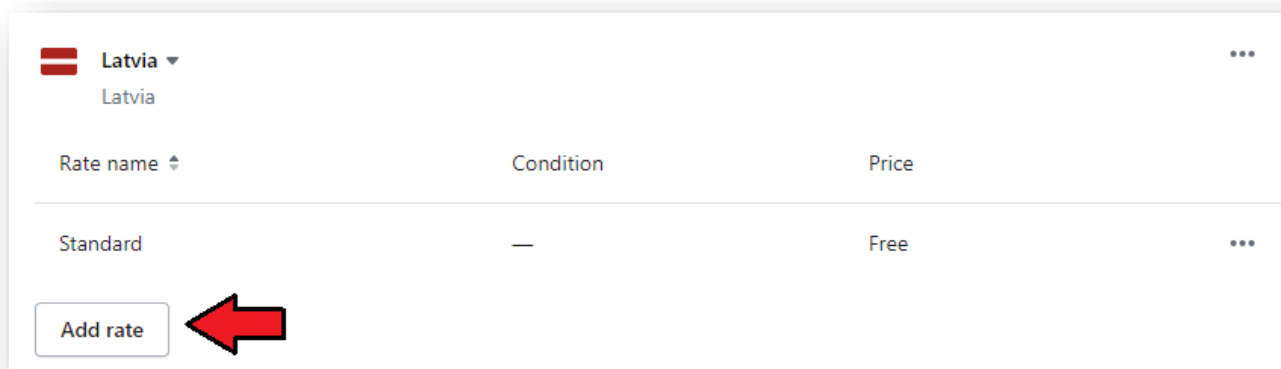 Latvia
Latvia
Rate name Condition Price
Standard — Free
Add rate